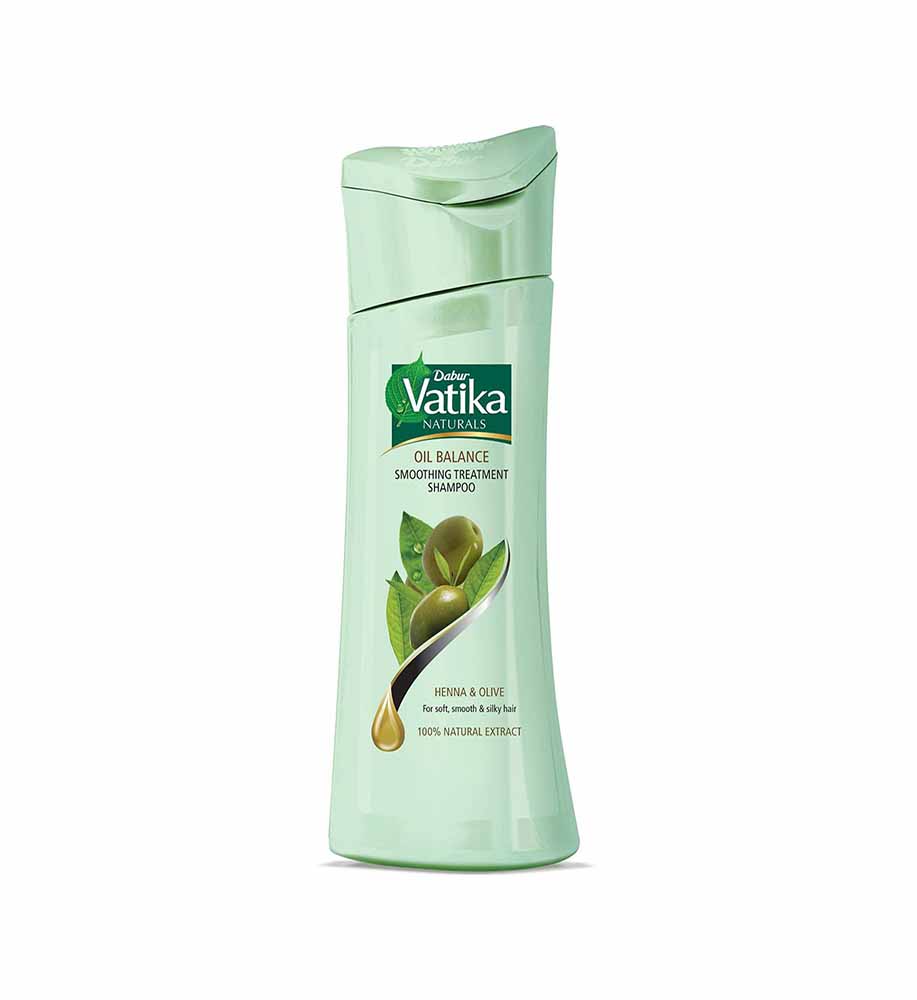 Dabur
Vatika
NATURALS
OIL BALANCE
SMOOTHING TREATMENT
SHAMPOO
HENNA & OLIVE
For soft, smooth & silky hair
100% NATURAL EXTRACT